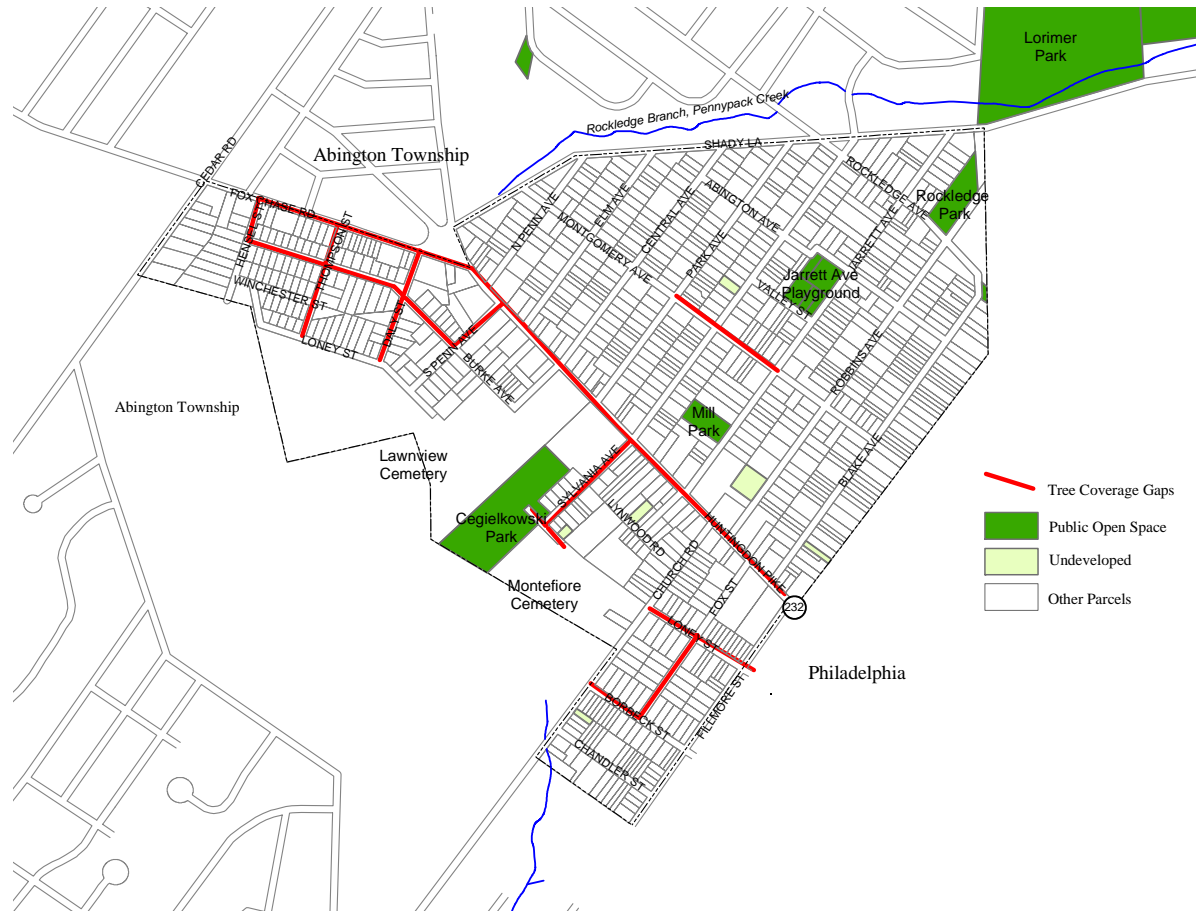 Lorimer
Park
Rockledge Branch, Pennypack Creek
SHADY LA
CEDAR RD
Abington Township
ROCKLEDGE AVE
Rockledge
Park
FOX CHASE RD
HENSEL ST
THOMPSON ST
N PENN AVE
ELM AVE
MONTGOMERY AVE
CENTRAL AVE
ABINGTON AVE
PARK AVE
JARRETT AVE
Jarrett Ave
Playground
VALLEY ST
WINCHESTER ST
DALY ST
LONEY ST
S PENN AVE
BURKE AVE
ROBBINS AVE
Abington Township
Mill
Park
BLAKE AVE
Lawnview
Cemetery
SYLVANIA AVE
Cegielkowski
Park
LYNWOOD RD
HUNTINGDON PIKE
CHURCH RD
FOX ST
Montefiore
Cemetery
232
LONEY ST
Philadelphia
FILLMORE ST
BORBECK ST
CHANDLER ST
Tree Coverage Gaps
Public Open Space
Undeveloped
Other Parcels